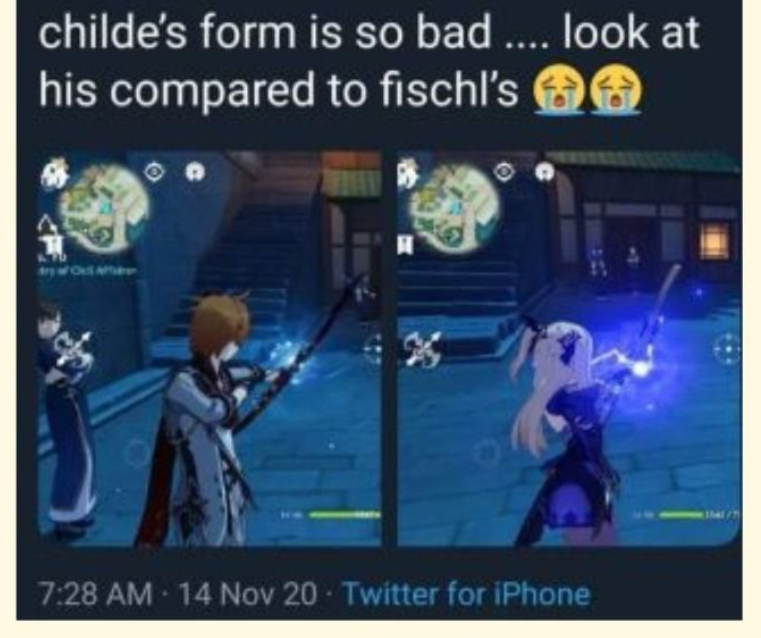 childe's form is so bad .... look at
his compared to fischl's 😭😭
7:28 AM · 14 Nov 20 · Twitter for iPhone